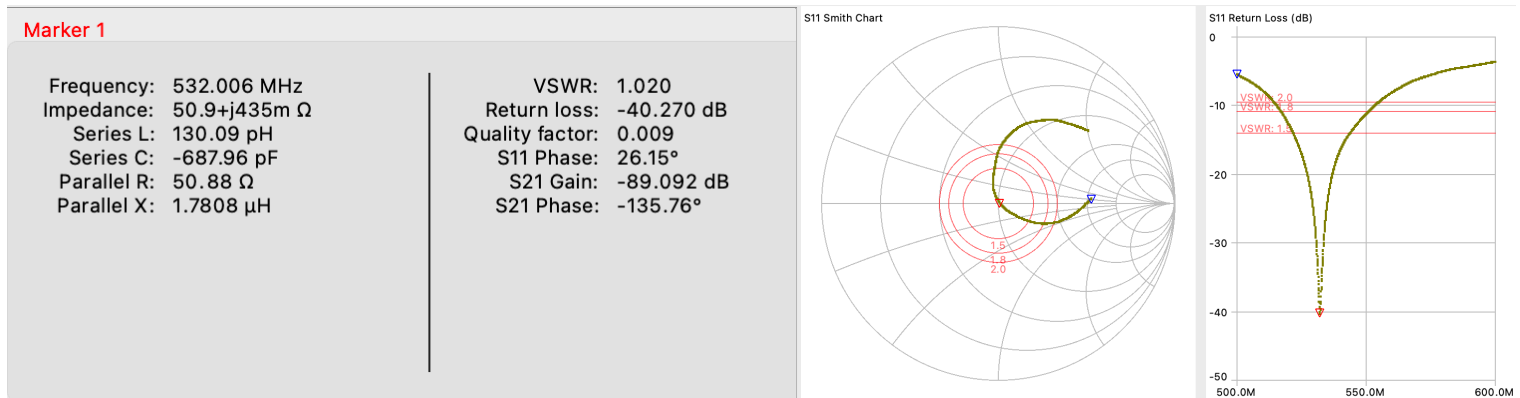 Marker 1
Frequency: 532.006 MHz
Impedance: 50.9+j435m Ω
Series L: 130.09 pH
Series C: -687.96 pF
Parallel R: 50.88 Ω
Parallel X: 1.7808 µH
VSWR: 1.020
Return loss: -40.270 dB
Quality factor: 0.009
S11 Phase: 26.15°
S21 Gain: -89.092 dB
S21 Phase: -135.76°
S11 Smith Chart
1.5
1.8
2.0
S11 Return Loss (dB)
0
VSWR: 2.0
-10
VSWR: 1.8
VSWR: 1.5
-20
-30
-40
-50
500.0M 550.0M 600.0M